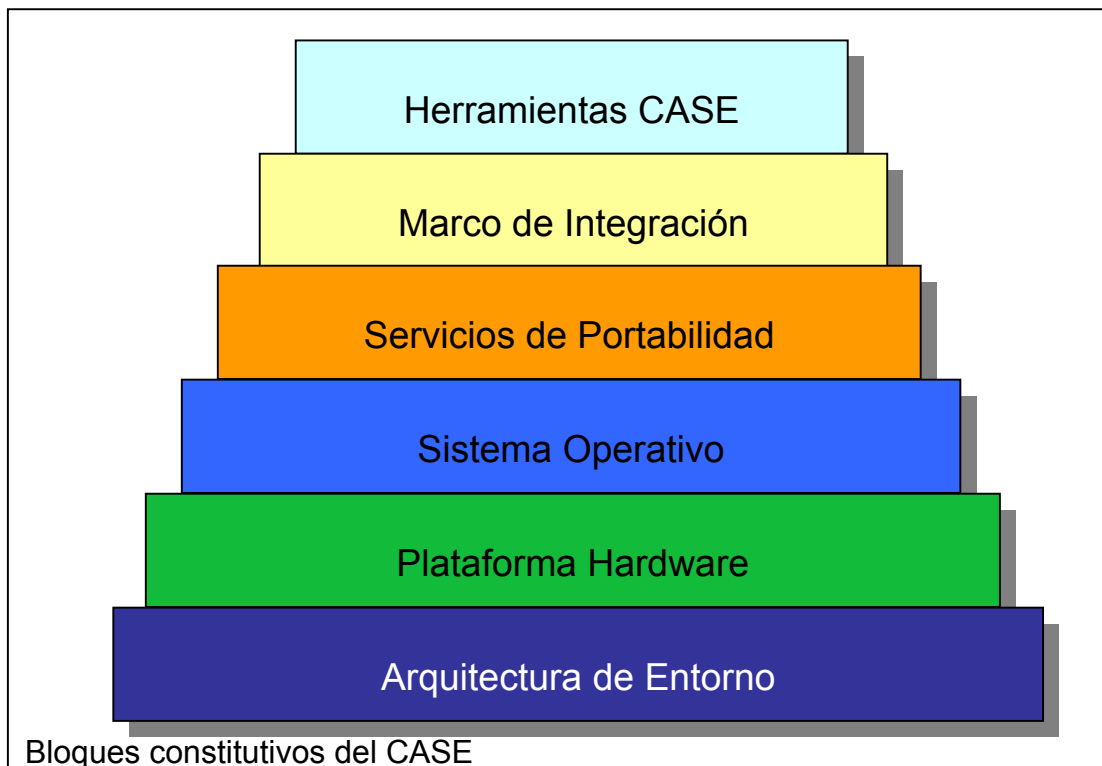 Herramientas CASE
Marco de Integración
Servicios de Portabilidad
Sistema Operativo
Plataforma Hardware
Arquitectura de Entorno
Bloques constitutivos del CASE